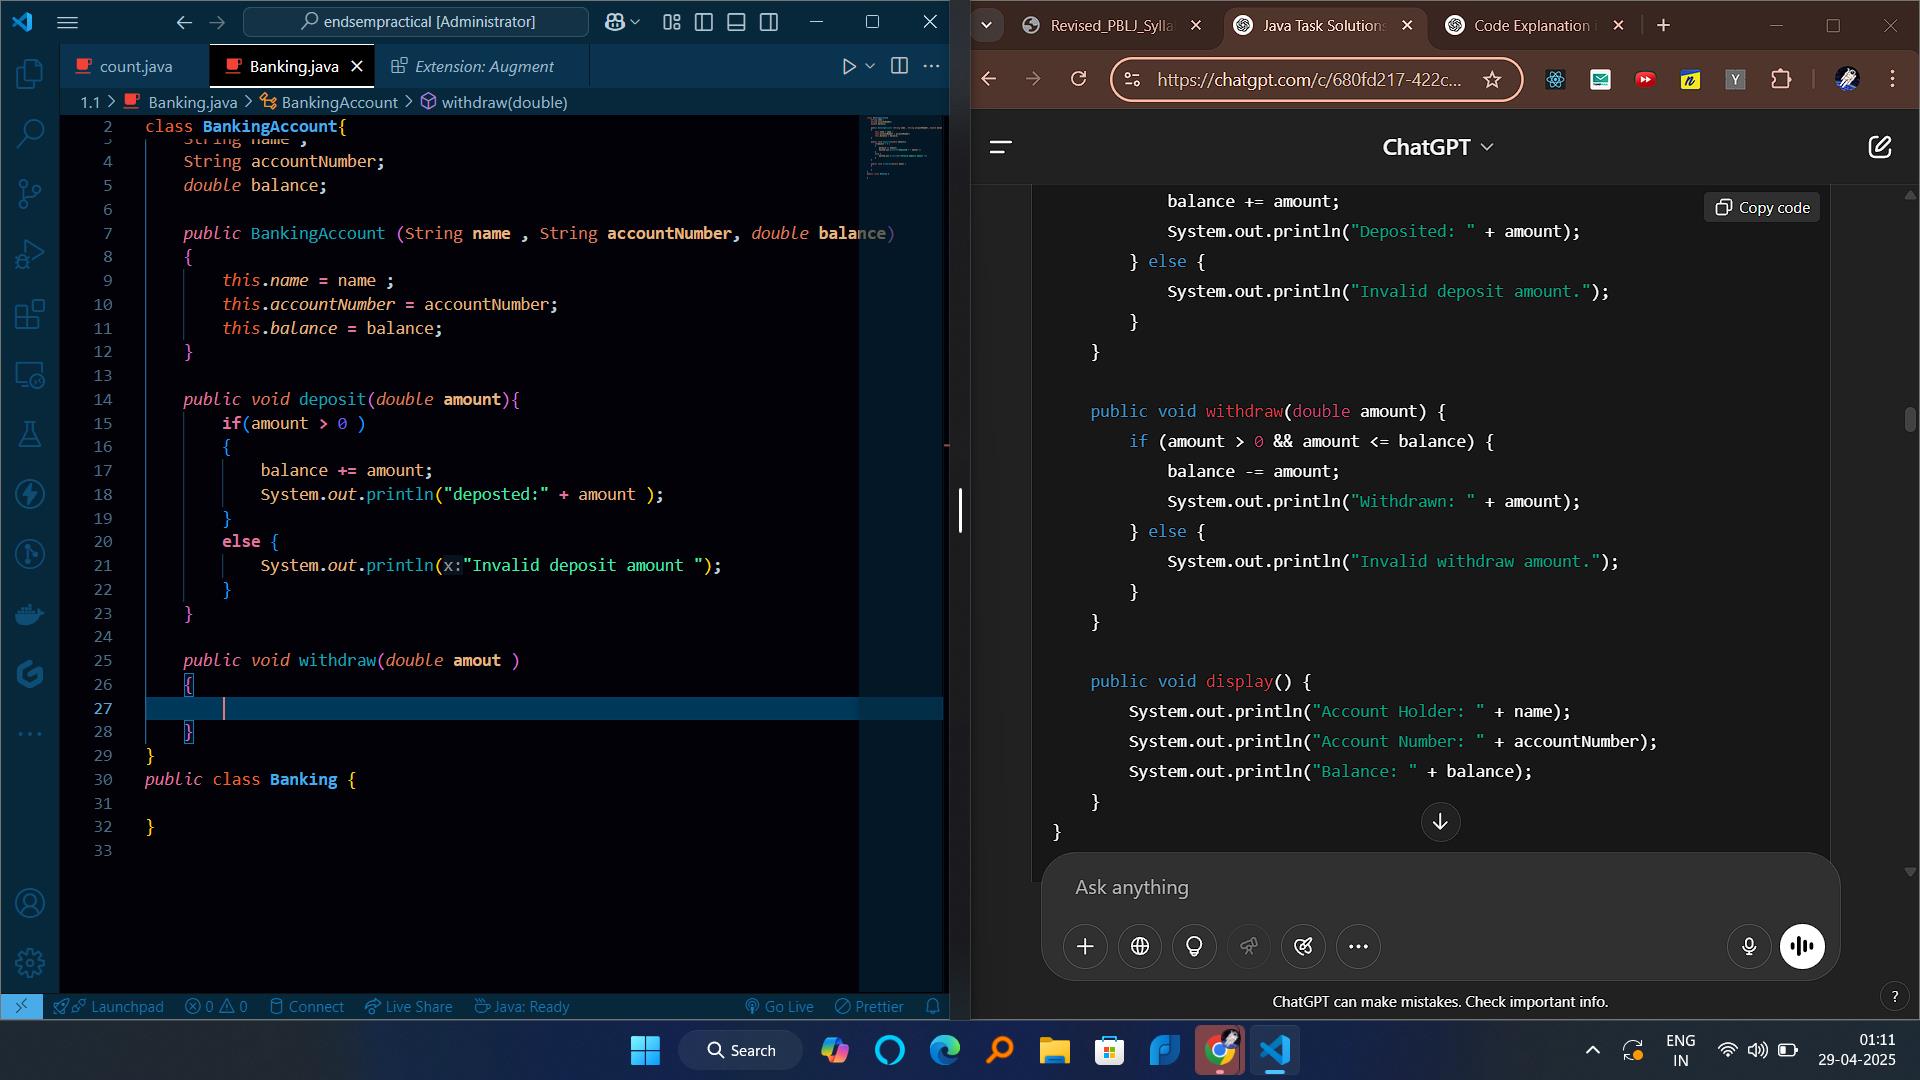 endsempractical [Administrator]
count.java
Banking.java
Extension: Augment
1.1 > Banking.java > BankingAccount > withdraw(double)
2 class BankingAccount{
3 String name ;
4 String accountNumber;
5 double balance;
6
7 public BankingAccount (String name , String accountNumber, double balance)
8 {
9 this.name = name ;
10 this.accountNumber = accountNumber;
11 this.balance = balance;
12 }
13
14 public void deposit(double amount){
15 if(amount > 0 )
16 {
17 balance += amount;
18 System.out.println("deposted:" + amount );
19 }
20 else {
21 System.out.println(x:"Invalid deposit amount ");
22 }
23 }
24
25 public void withdraw(double amout )
26 {
27
28 }
29 }
30 public class Banking {
31
32 }
33
Launchpad
0 0
Connect
Live Share
Java: Ready
Go Live
Prettier
Revised_PBLJ_Sylla
Java Task Solutions
Code Explanation
https://chatgpt.com/c/680fd217-422c...
ChatGPT
Copy code
balance += amount;
System.out.println("Deposited: " + amount);
} else {
System.out.println("Invalid deposit amount.");
}
}
public void withdraw(double amount) {
if (amount > 0 && amount <= balance) {
balance -= amount;
System.out.println("Withdrawn: " + amount);
} else {
System.out.println("Invalid withdraw amount.");
}
}
public void display() {
System.out.println("Account Holder: " + name);
System.out.println("Account Number: " + accountNumber);
System.out.println("Balance: " + balance);
}
}
Ask anything
ChatGPT can make mistakes. Check important info.
?
Search
ENG
IN
01:11
29-04-2025